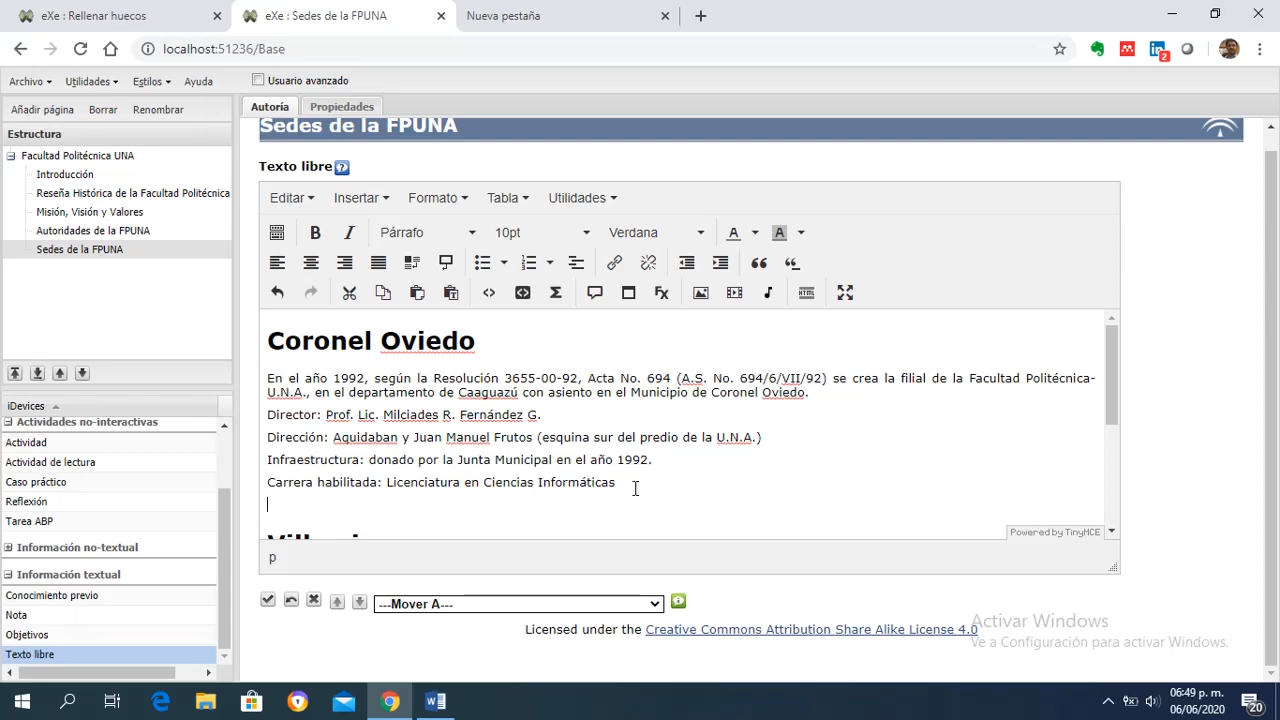 eXe : Rellenar huecos
eXe : Sedes de la FPUNA
Nueva pestaña
localhost:51236/Base
2
Archivo
Utilidades
Estilos
Ayuda
Usuario avanzado
Añadir página
Borrar
Renombrar
Autoría
Propiedades
Estructura
Facultad Politécnica UNA
Introducción
Reseña Histórica de la Facultad Politécnica
Misión, Visión y Valores
Autoridades de la FPUNA
Sedes de la FPUNA
iDevices
Actividades no-interactivas
Actividad
Actividad de lectura
Caso práctico
Reflexión
Tarea ABP
Información no-textual
Información textual
Conocimiento previo
Nota
Objetivos
Texto libre
Sedes de la FPUNA
Texto libre ?
Editar Insertar Formato Tabla Utilidades
B I Párrafo 10pt Verdana A A
Coronel Oviedo
En el año 1992, según la Resolución 3655-00-92, Acta No. 694 (A.S. No. 694/6/VII/92) se crea la filial de la Facultad Politécnica-
U.N.A., en el departamento de Caaguazú con asiento en el Municipio de Coronel Oviedo.
Director: Prof. Lic. Milciades R. Fernández G.
Dirección: Aquidaban y Juan Manuel Frutos (esquina sur del predio de la U.N.A.)
Infraestructura: donado por la Junta Municipal en el año 1992.
Carrera habilitada: Licenciatura en Ciencias Informáticas
Powered by TinyMCE
p
---Mover A---
Licensed under the Creative Commons Attribution Share Alike License 4.0
Activar Windows
Ve a Configuración para activar Windows.
06:49 p. m.
06/06/2020
20